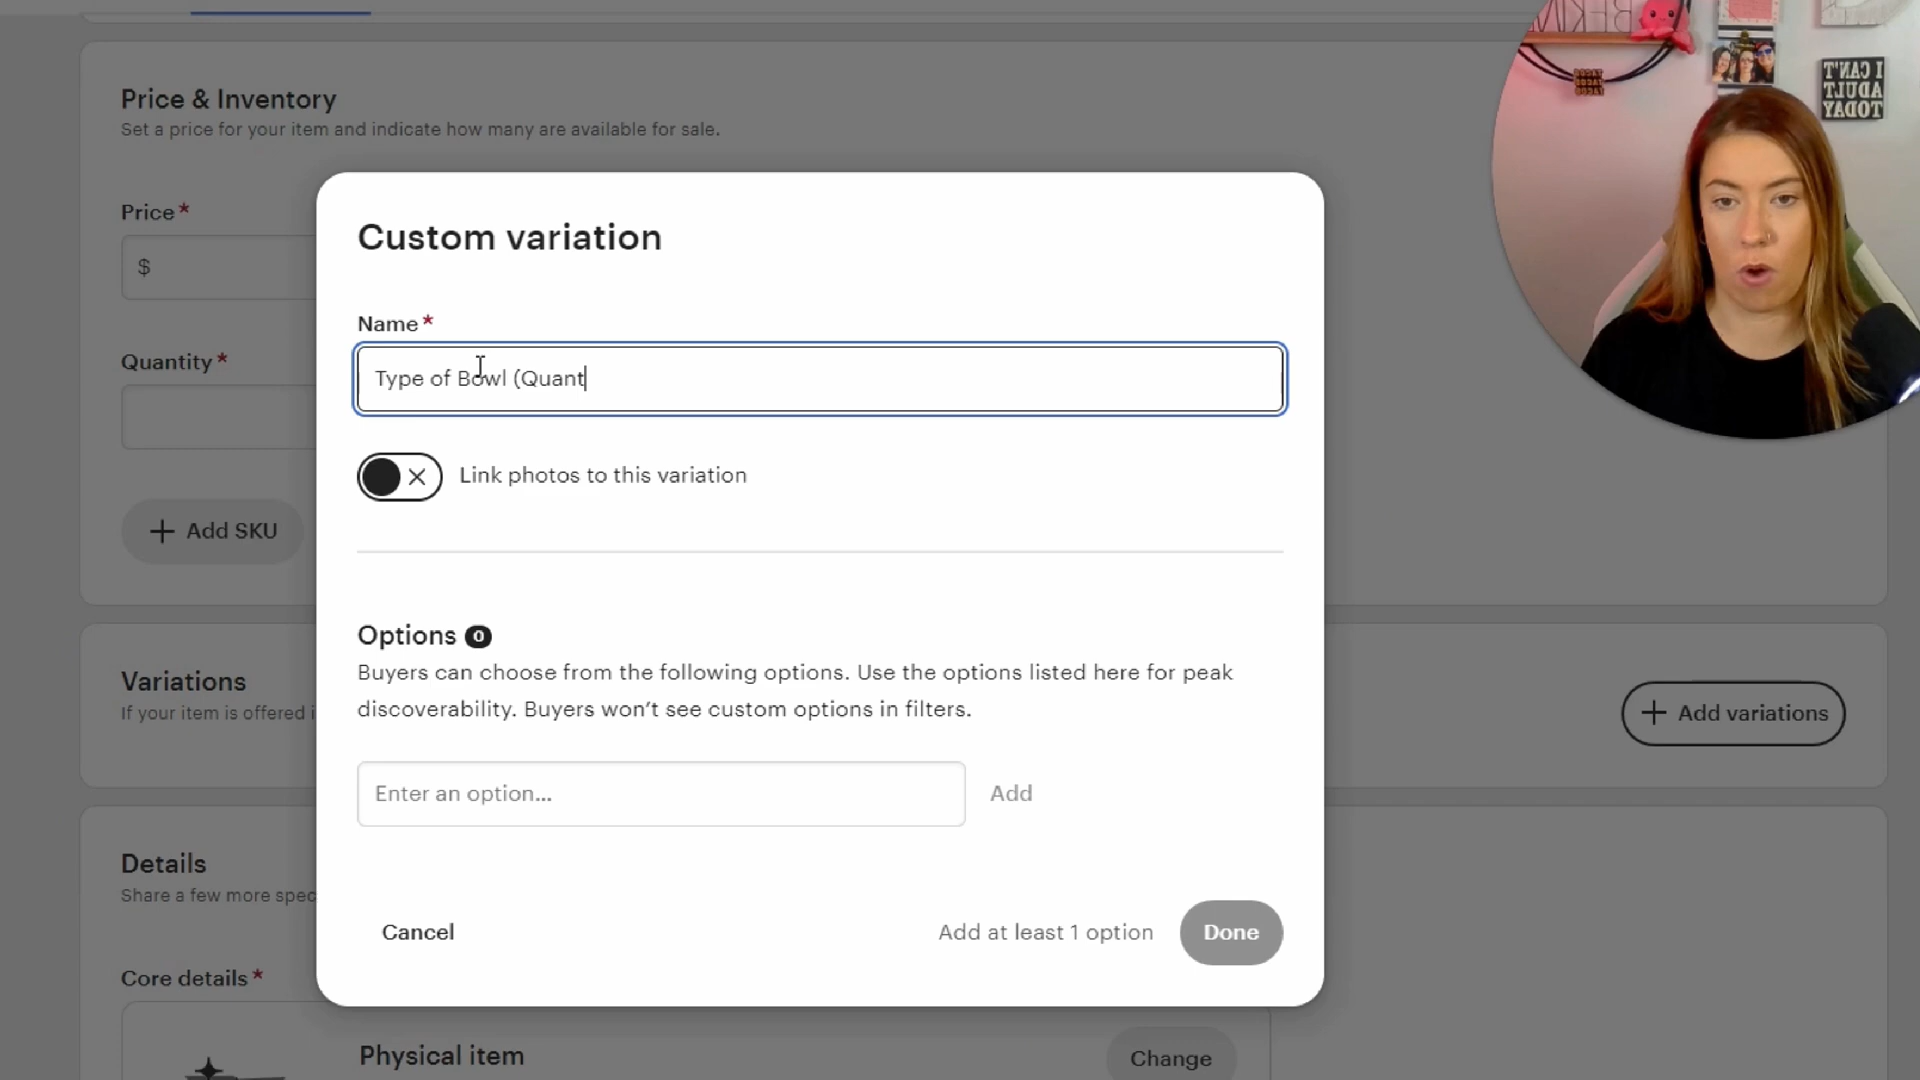 Price & Inventory
Set a price for your item and indicate how many are available for sale.
Price *
$
Quantity *
+ Add SKU
Custom variation
Name *
Type of Bowl (Quant
Link photos to this variation
Options 0
Buyers can choose from the following options. Use the options listed here for peak
discoverability. Buyers won't see custom options in filters.
Enter an option...
Add
Cancel
Add at least 1 option
Done
Variations
If your item is offered i
+ Add variations
Details
Share a few more spec
Core details *
Physical item
Change
I CAN'T
ADULT
TODAY